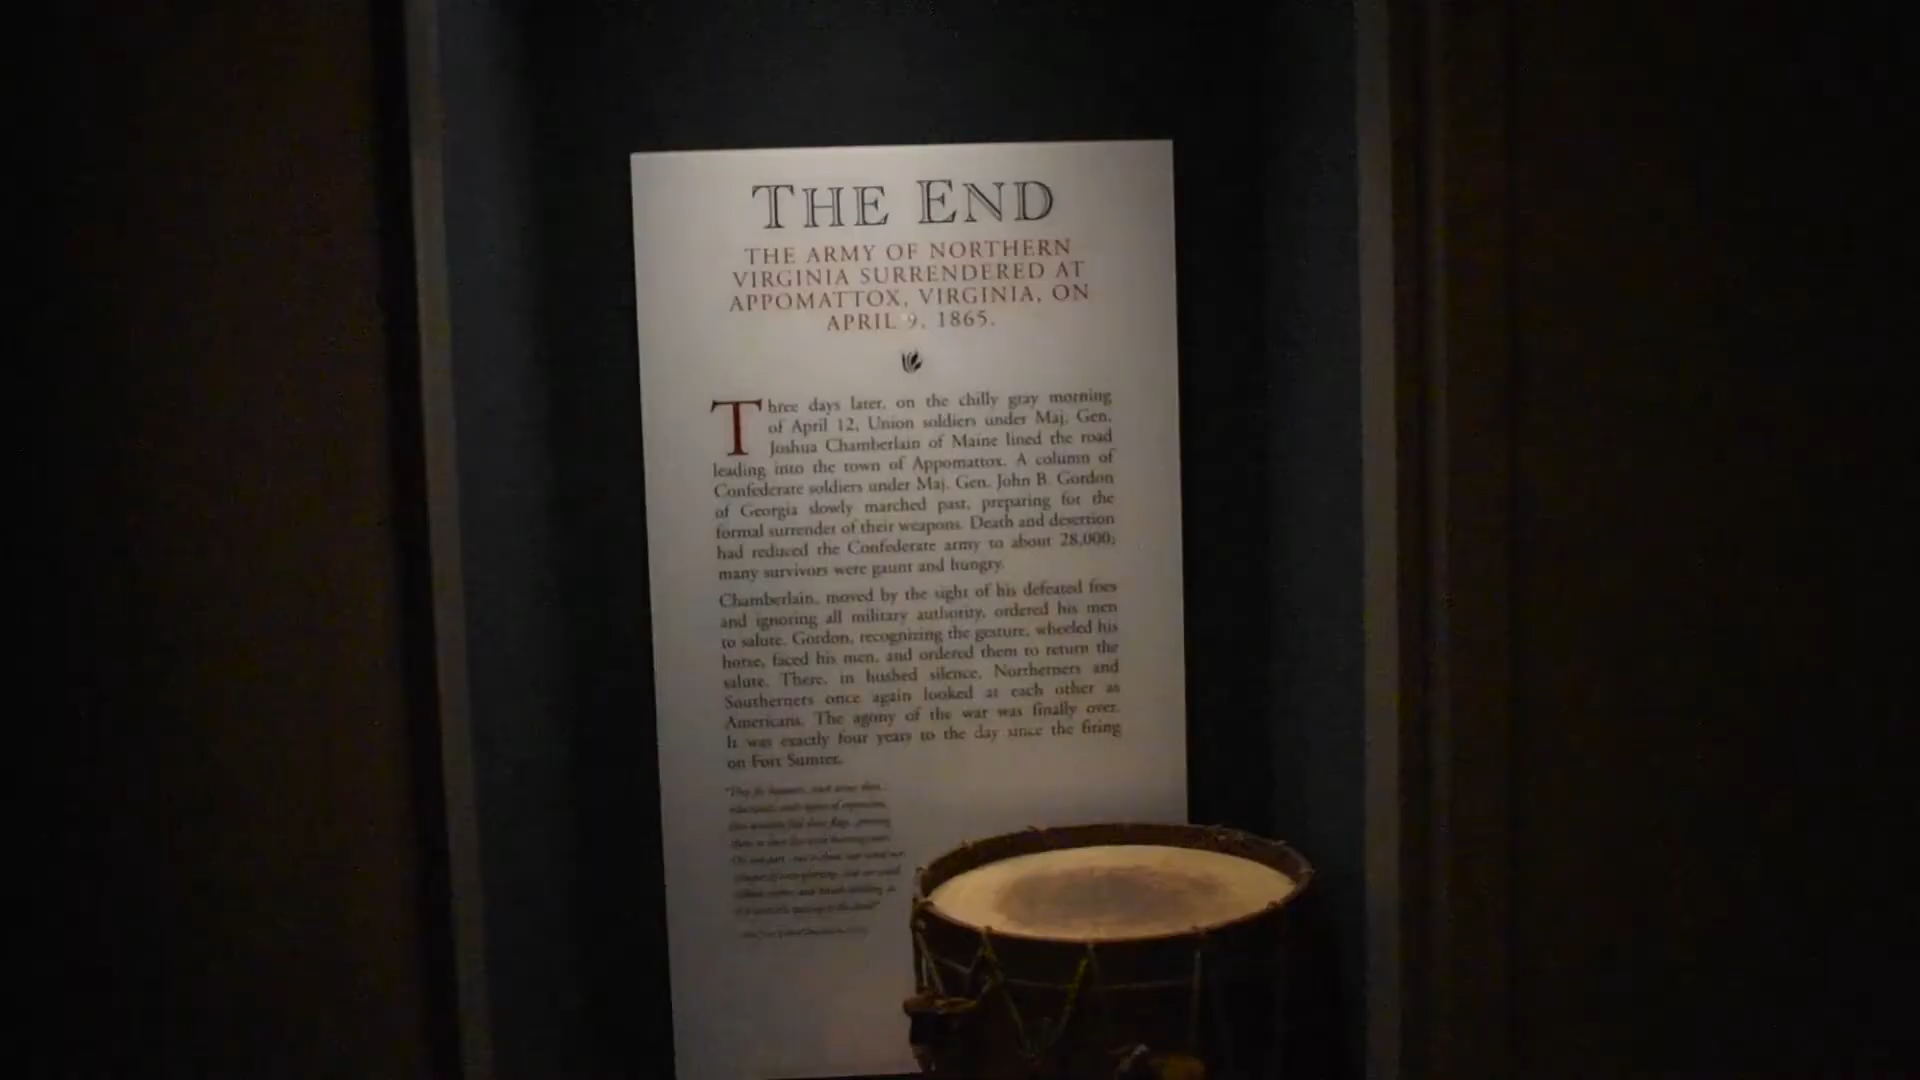 THE END
THE ARMY OF NORTHERN
VIRGINIA SURRENDERED AT
APPOMATTOX, VIRGINIA, ON
APRIL 9, 1865.
Three days later, on the chilly gray morning
of April 12, Union soldiers under Maj. Gen.
Joshua Chamberlain of Maine lined the road
leading into the town of Appomattox. A column of
Confederate soldiers under Maj. Gen. John B. Gordon
of Georgia slowly marched past, preparing for the
formal surrender of their weapons. Death and desertion
had reduced the Confederate army to about 28,000;
many survivors were gaunt and hungry.
Chamberlain, moved by the sight of his defeated foes
and ignoring all military authority, ordered his men
to salute. Gordon, recognizing the gesture, wheeled his
horse, faced his men, and ordered them to return the
salute. There, in hushed silence, Northerners and
Southerners once again looked at each other as
Americans. The agony of the war was finally over.
It was exactly four years to the day since the firing
on Fort Sumter.